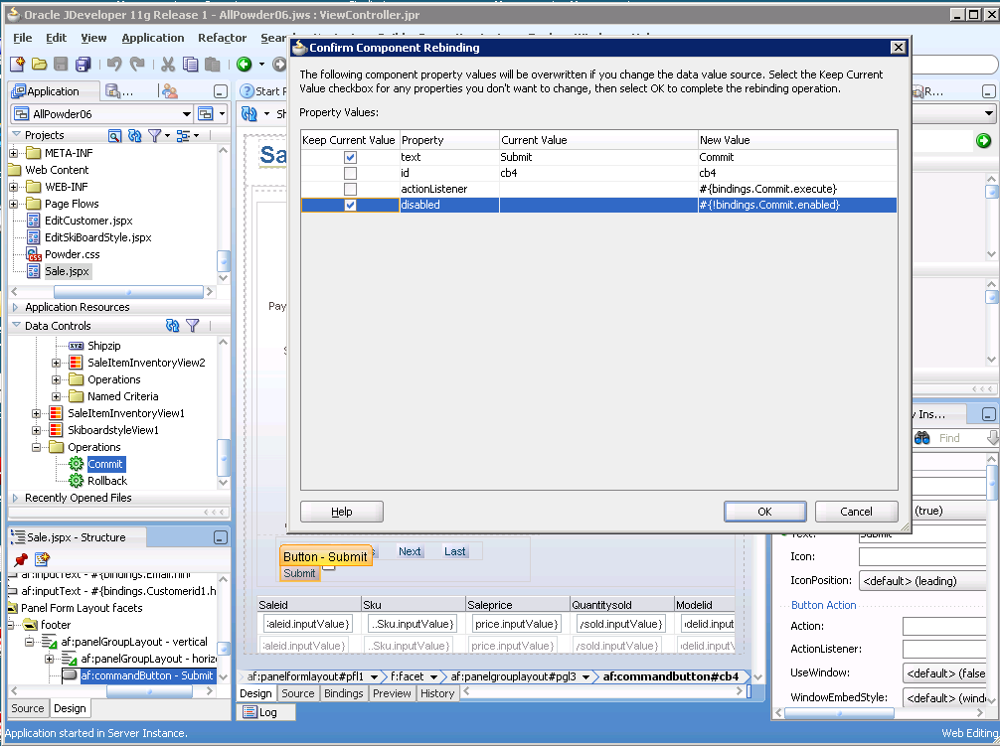 Oracle JDeveloper 11g Release 1 - AllPowder06.jws : ViewController.jpr
File Edit View Application Refactor Sear
Confirm Component Rebinding
The following component property values will be overwritten if you change the data value source. Select the Keep Current
Value checkbox for any properties you don't want to change, then select OK to complete the rebinding operation.
Property Values:
Keep Current Value Property Current Value New Value
text Submit Commit
id cb4 cb4
actionListener #{bindings.Commit.execute}
disabled #{!bindings.Commit.enabled}
Help OK Cancel
Application
AllPowder06
Projects
META-INF
Web Content
WEB-INF
Page Flows
EditCustomer.jspx
EditSkiBoardStyle.jspx
Powder.css
Sale.jspx
Application Resources
Data Controls
Shipzip
SaleItemInventoryView2
Operations
Named Criteria
SaleItemInventoryView1
SkiboardstyleView1
Operations
Commit
Rollback
Recently Opened Files
Sale.jspx - Structure
af:inputText - #{bindings.Email.hin
af:inputText - #{bindings.Customerid1.h
Panel Form Layout facets
footer
af:panelGroupLayout - vertical
af:panelGroupLayout - horiz
af:commandButton - Submit
Source Design
Start
Sh
Sa
Pay
S
Button - Submit
s Next Last
Submit
Saleid Sku Saleprice Quantitysold Modelid
:aleid.inputValue} ..Sku.inputValue} price.inputValue} /sold.inputValue} idelid.input
:aleid.inputValue} ..Sku.inputValue} price.inputValue} /sold.inputValue} idelid.input
af:panelformlayout#pfl1 f:facet af:panelgrouplayout#pgl3 af:commandbutton#cb4
Design Source Bindings Preview History
Log
R...
y Ins...
Find
(true)
Text: Submit
Icon:
IconPosition: <default> (leading)
Button Action
Action:
ActionListener:
UseWindow: <default> (false
WindowEmbedStyle: <default> (windo
Application started in Server Instance.
Web Editing